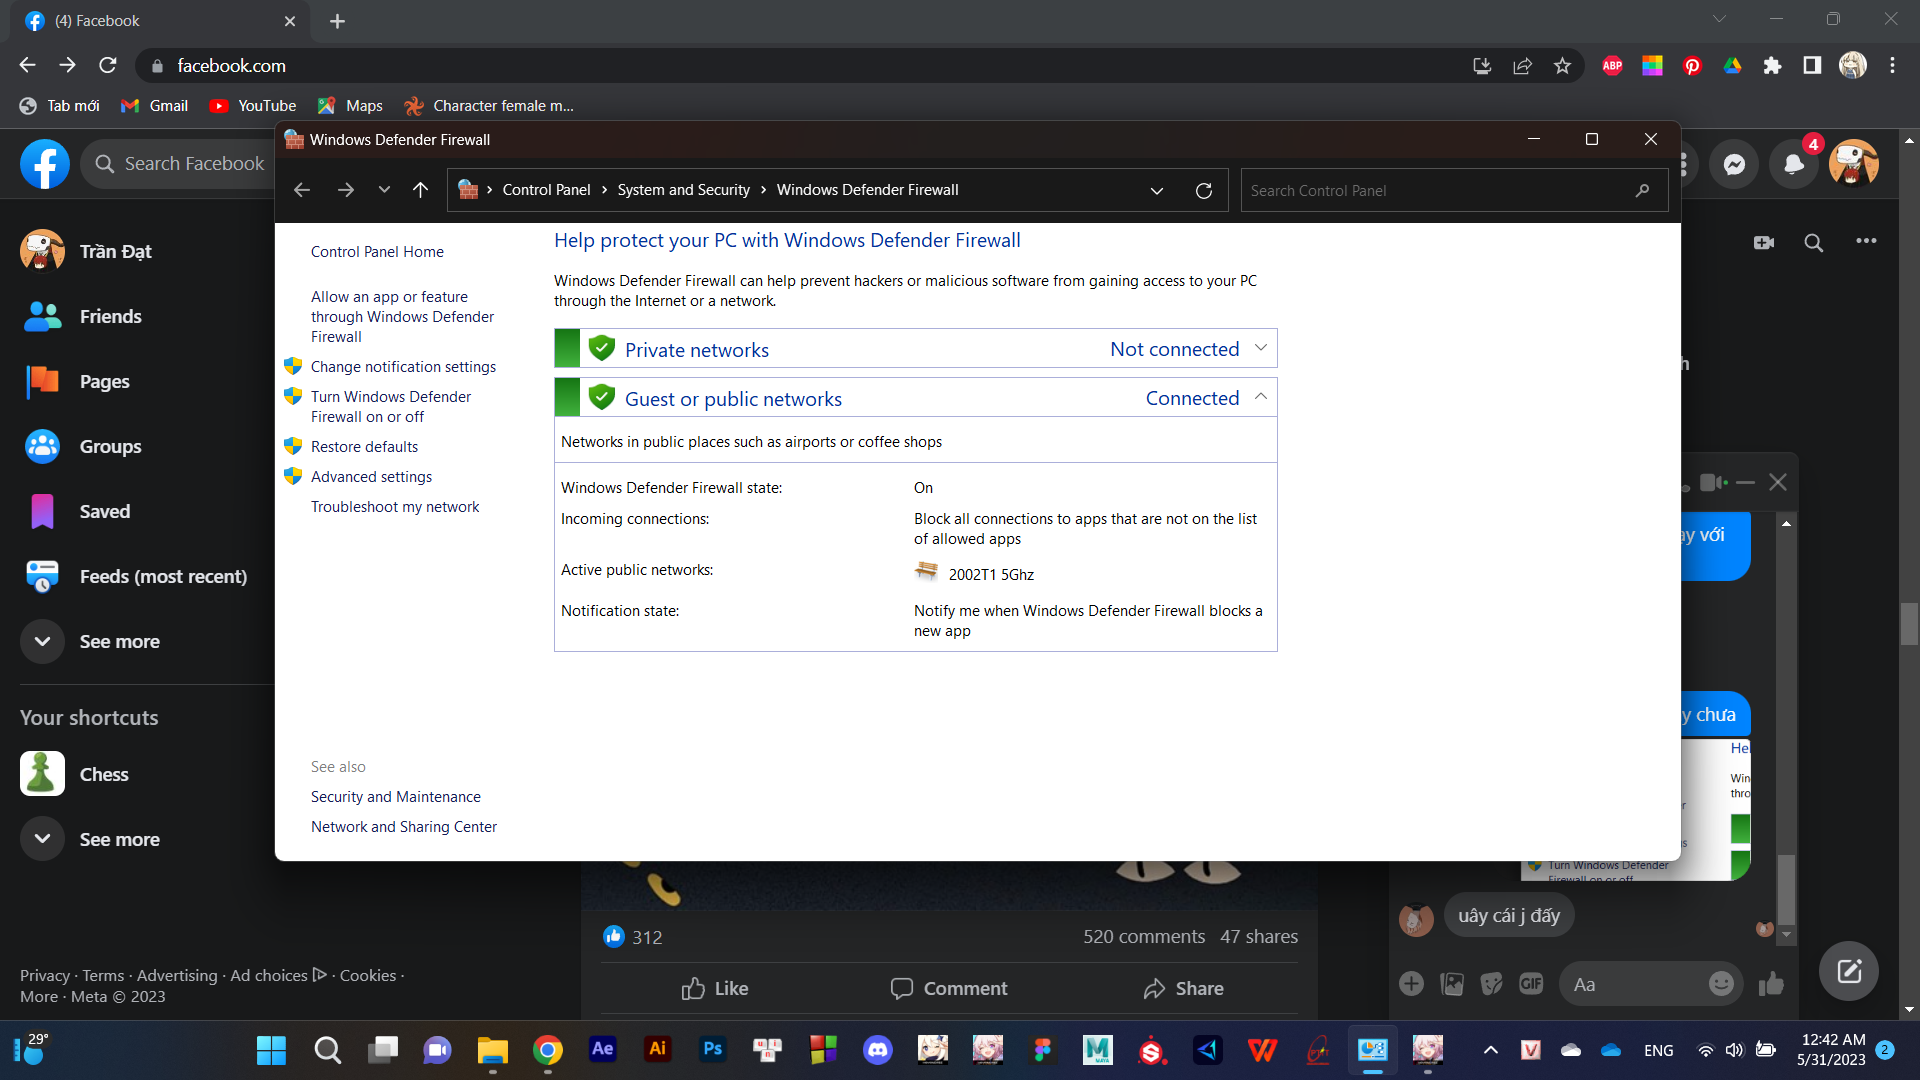 (4) Facebook
facebook.com
ABP
Tab mới
Gmail
YouTube
Maps
Character female m...
Windows Defender Firewall
Search Facebook
4
Control Panel
System and Security
Windows Defender Firewall
Search Control Panel
Trần Đạt
Friends
Pages
Groups
Saved
Feeds (most recent)
See more
Your shortcuts
Chess
See more
Privacy · Terms · Advertising · Ad choices · Cookies ·
More · Meta © 2023
Control Panel Home
Allow an app or feature
through Windows Defender
Firewall
Change notification settings
Turn Windows Defender
Firewall on or off
Restore defaults
Advanced settings
Troubleshoot my network
See also
Security and Maintenance
Network and Sharing Center
Help protect your PC with Windows Defender Firewall
Windows Defender Firewall can help prevent hackers or malicious software from gaining access to your PC
through the Internet or a network.
Private networks
Not connected
Guest or public networks
Connected
Networks in public places such as airports or coffee shops
Windows Defender Firewall state:
On
Incoming connections:
Block all connections to apps that are not on the list
of allowed apps
Active public networks:
2002T1 5Ghz
Notification state:
Notify me when Windows Defender Firewall blocks a
new app
với
chưa
Turn Windows Defender
Firewall on or off
uây cái j đấy
GIF
Aa
312
520 comments
47 shares
Like
Comment
Share
29°
Ae
Ai
Ps
MAYA
ENG
12:42 AM
5/31/2023
2